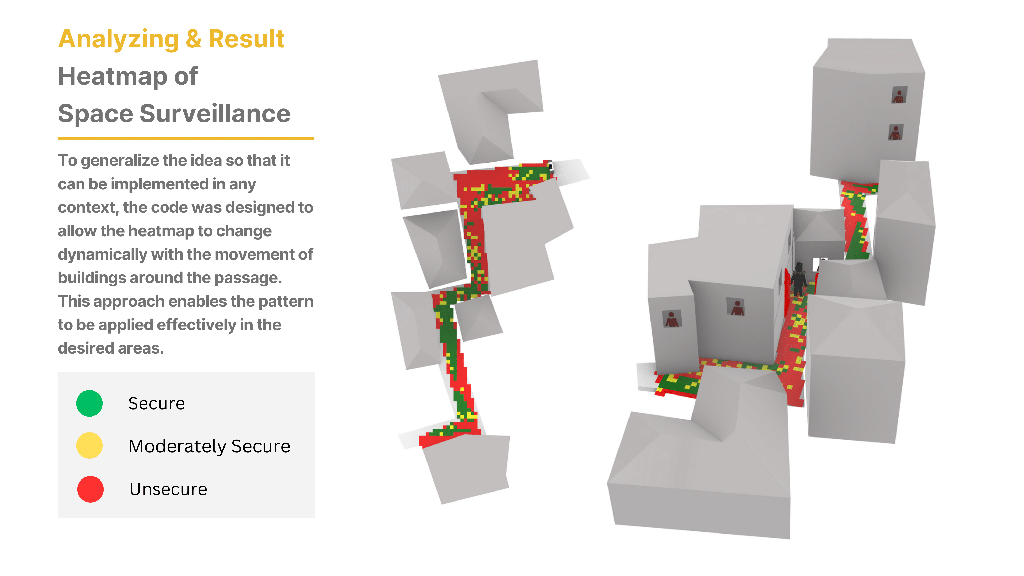 Analyzing & Result
Heatmap of
Space Surveillance
To generalize the idea so that it
can be implemented in any
context, the code was designed to
allow the heatmap to change
dynamically with the movement of
buildings around the passage.
This approach enables the pattern
to be applied effectively in the
desired areas.
Secure
Moderately Secure
Unsecure